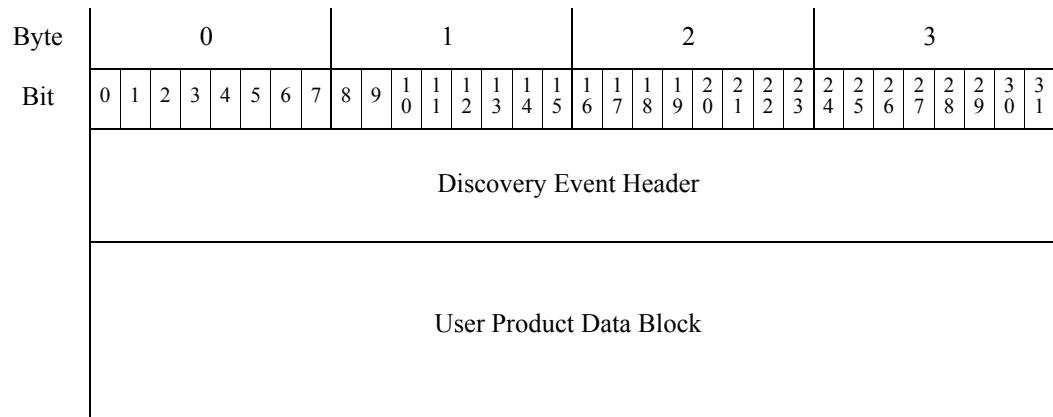 Byte 0 1 2 3
Bit 0 1 2 3 4 5 6 7 8 9 10 11 12 13 14 15 16 17 18 19 20 21 22 23 24 25 26 27 28 29 30 31
Discovery Event Header
User Product Data Block